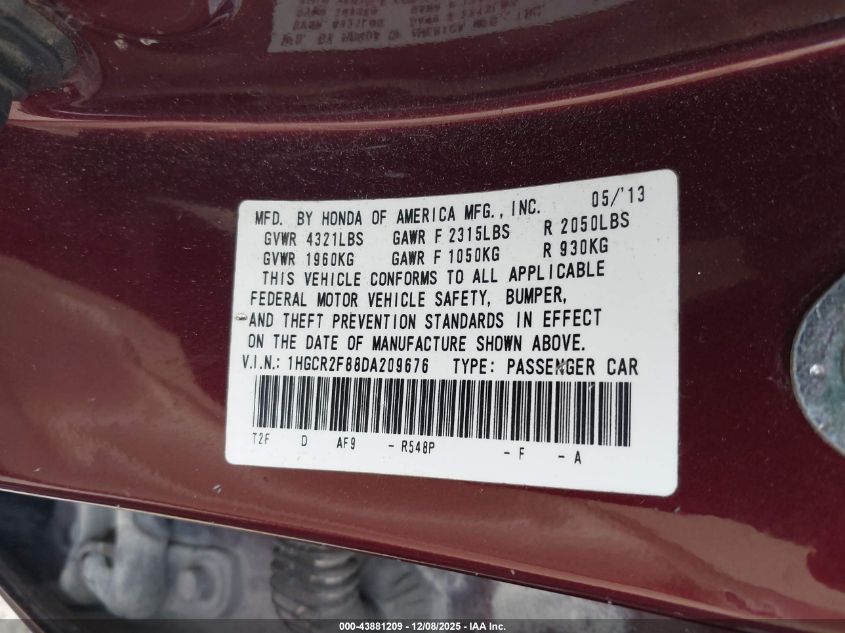 MFD. BY HONDA OF AMERICA MFG., INC. 05/'13
GVWR 4321LBS GAWR F 2315LBS R 2050LBS
GVWR 1960KG GAWR F 1050KG R 930KG
THIS VEHICLE CONFORMS TO ALL APPLICABLE
FEDERAL MOTOR VEHICLE SAFETY, BUMPER,
AND THEFT PREVENTION STANDARDS IN EFFECT
ON THE DATE OF MANUFACTURE SHOWN ABOVE.
V.I.N.: 1HGCR2F88DA209676 TYPE: PASSENGER CAR
T2F D AF9 - R548P - F - A
000-43881209 - 12/08/2025 - IAA Inc.